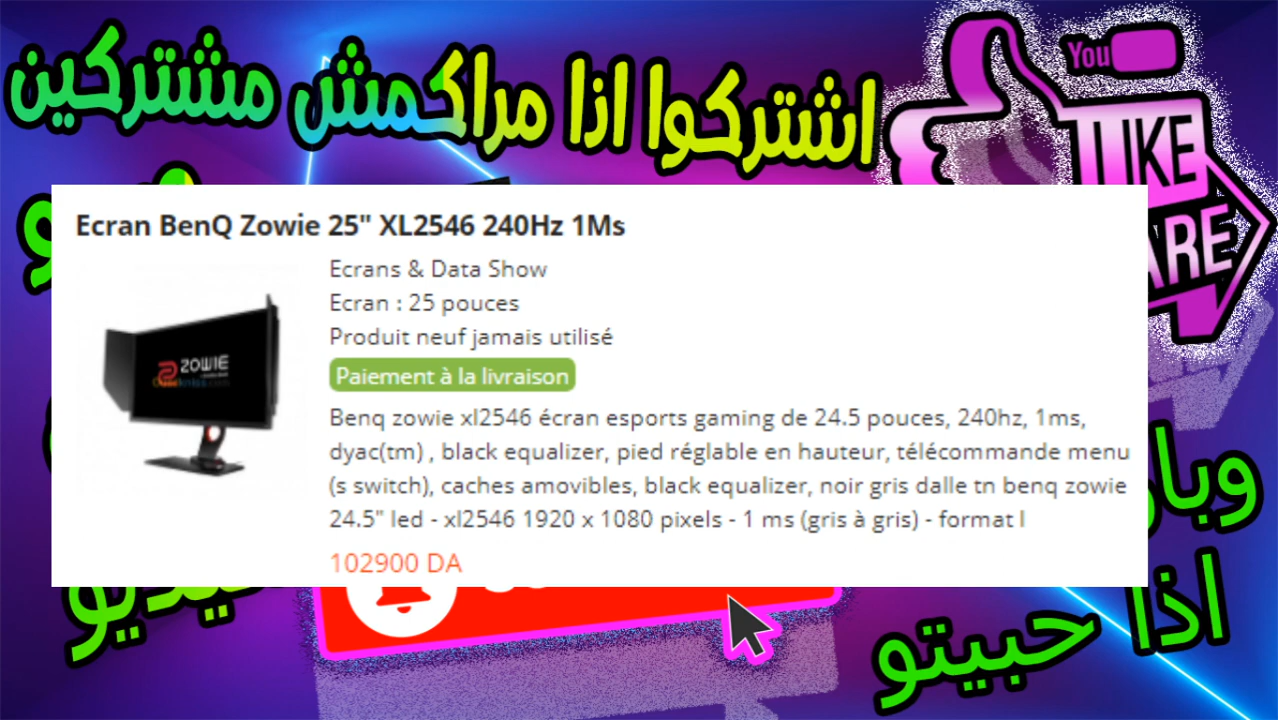 اشتركوا اذا مراكمش مشتركين
You
LIKE
Ecran BenQ Zowie 25" XL2546 240Hz 1Ms
Ecrans & Data Show
Ecran : 25 pouces
Produit neuf jamais utilisé
Paiement à la livraison
ZOWIE
Benq zowie xl2546 écran esports gaming de 24.5 pouces, 240hz, 1ms,
dyac(tm) , black equalizer, pied réglable en hauteur, télécommande menu
(s switch), caches amovibles, black equalizer, noir gris dalle tn benq zowie
24.5" led - xl2546 1920 x 1080 pixels - 1 ms (gris à gris) - format l
102900 DA
اذا حبيتو